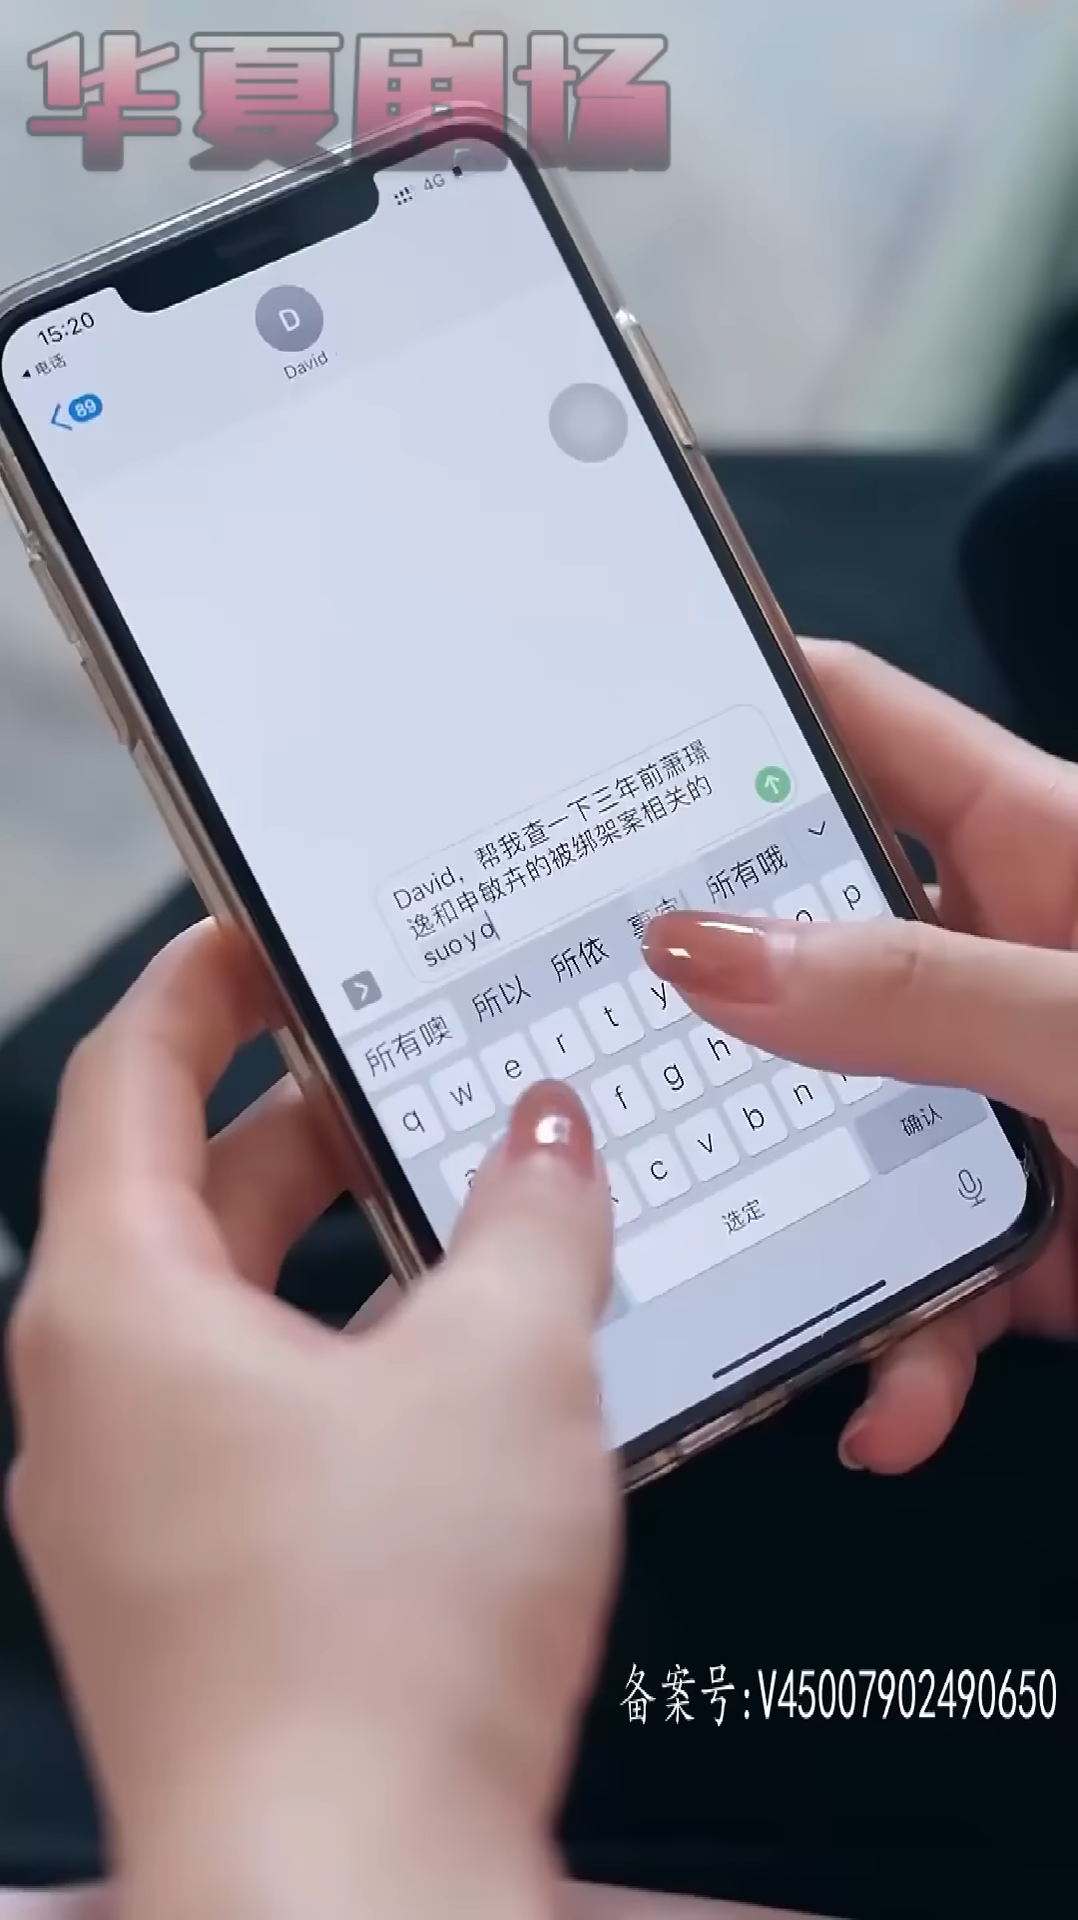 华夏剧场
4G
15:20
电话
89
D
David
David，帮我查一下三年前萧璟
逸和申敏卉的被绑架案相关的
suo y o
所有噢 所以 所依 所有哦
q w e r t y o p
f g h
c v b n
选定 确认
备案号:V45007902490650